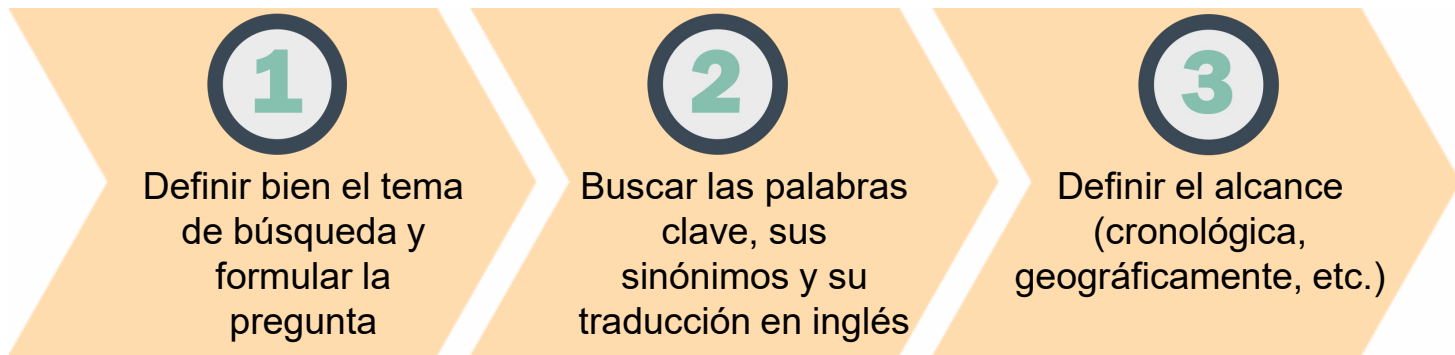 1
Definir bien el tema
de búsqueda y
formular la
pregunta
2
Buscar las palabras
clave, sus
sinónimos y su
traducción en inglés
3
Definir el alcance
(cronológica,
geográficamente, etc.)